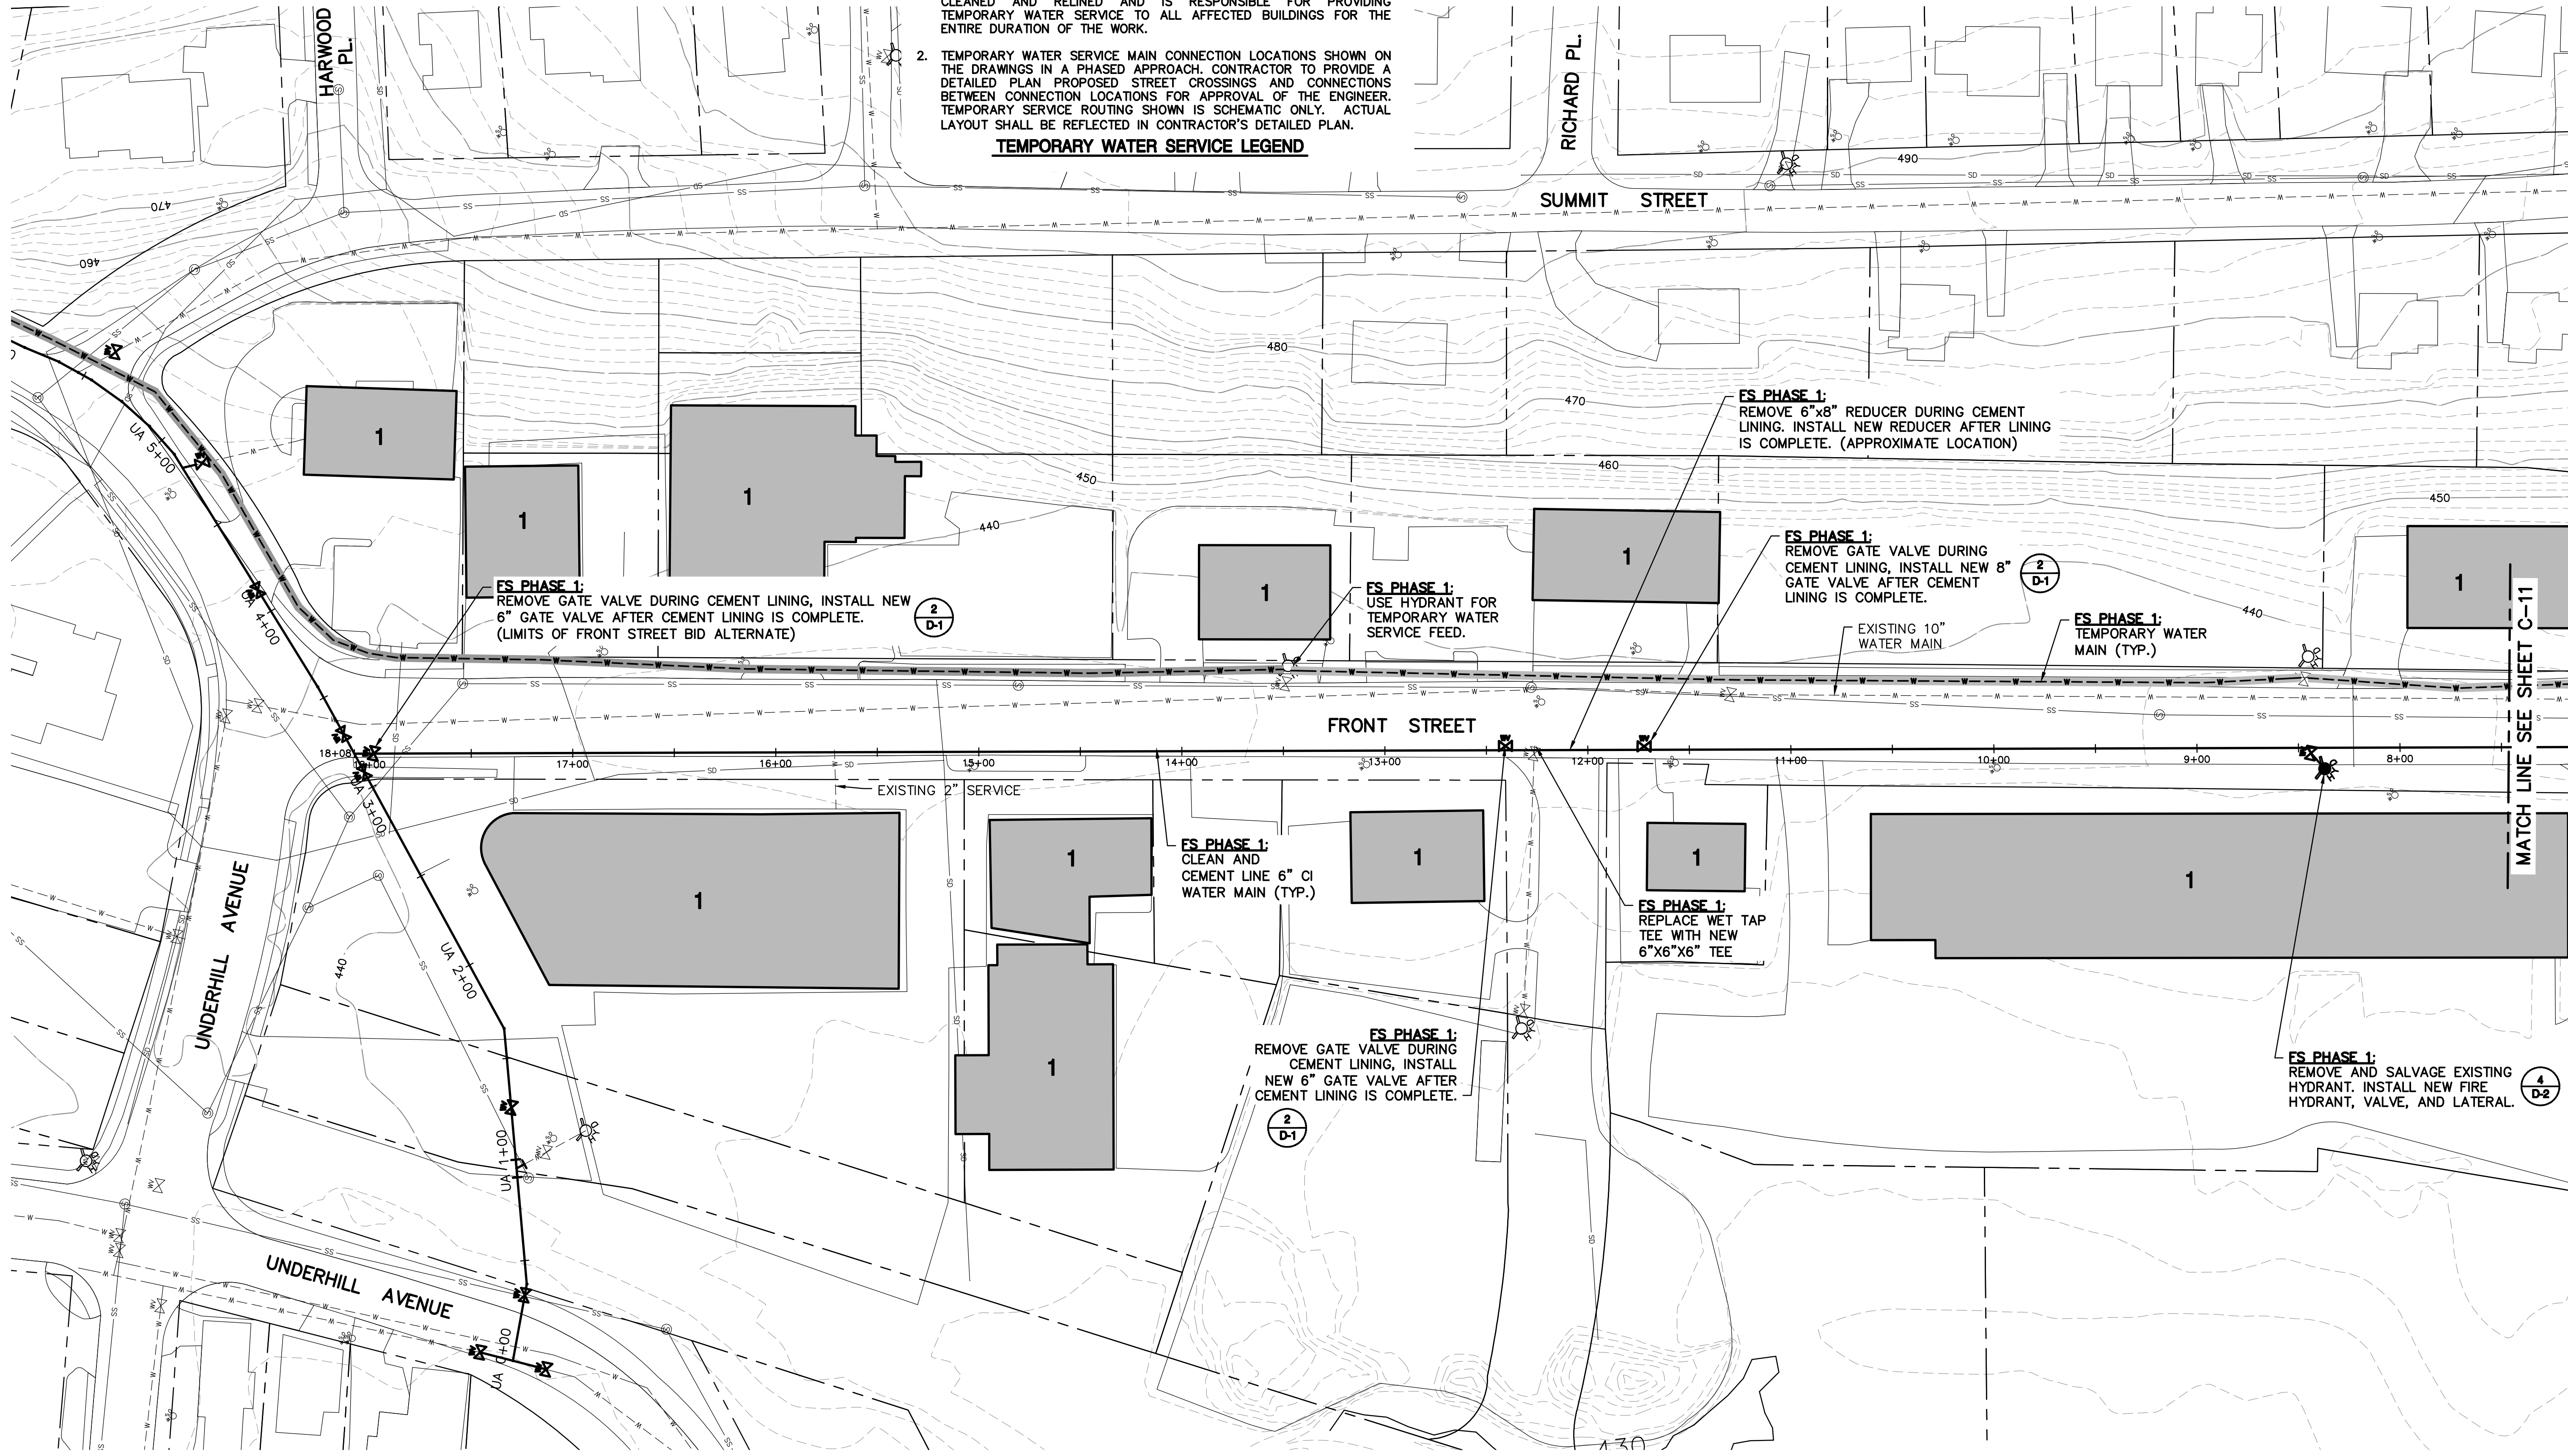 CLEANED AND RELINED AND IS RESPONSIBLE FOR PROVIDING
TEMPORARY WATER SERVICE TO ALL AFFECTED BUILDINGS FOR THE
ENTIRE DURATION OF THE WORK.
2. TEMPORARY WATER SERVICE MAIN CONNECTION LOCATIONS SHOWN ON
THE DRAWINGS IN A PHASED APPROACH. CONTRACTOR TO PROVIDE A
DETAILED PLAN PROPOSED STREET CROSSINGS AND CONNECTIONS
BETWEEN CONNECTION LOCATIONS FOR APPROVAL OF THE ENGINEER.
TEMPORARY SERVICE ROUTING SHOWN IS SCHEMATIC ONLY. ACTUAL
LAYOUT SHALL BE REFLECTED IN CONTRACTOR'S DETAILED PLAN.
TEMPORARY WATER SERVICE LEGEND
HARWOOD
PL.
RICHARD PL.
SUMMIT STREET
490
470
460
480
470
460
450
450
440
440
FS PHASE 1:
REMOVE 6"x8" REDUCER DURING CEMENT
LINING. INSTALL NEW REDUCER AFTER LINING
IS COMPLETE. (APPROXIMATE LOCATION)
1
1
1
1
1
1
FS PHASE 1:
REMOVE GATE VALVE DURING
CEMENT LINING, INSTALL NEW 8"
GATE VALVE AFTER CEMENT
LINING IS COMPLETE.
2
D-1
FS PHASE 1:
REMOVE GATE VALVE DURING CEMENT LINING, INSTALL NEW
6" GATE VALVE AFTER CEMENT LINING IS COMPLETE.
(LIMITS OF FRONT STREET BID ALTERNATE)
2
D-1
FS PHASE 1:
USE HYDRANT FOR
TEMPORARY WATER
SERVICE FEED.
EXISTING 10"
WATER MAIN
FS PHASE 1:
TEMPORARY WATER
MAIN (TYP.)
MATCH LINE SEE SHEET C-11
UA 5+00
UA 4+00
UA 3+00
UA 2+00
UA 1+00
UA 0+00
FRONT STREET
18+08
18+00
17+00
16+00
15+00
14+00
13+00
12+00
11+00
10+00
9+00
8+00
EXISTING 2" SERVICE
FS PHASE 1:
CLEAN AND
CEMENT LINE 6" CI
WATER MAIN (TYP.)
1
1
1
1
1
1
FS PHASE 1:
REPLACE WET TAP
TEE WITH NEW
6"X6"X6" TEE
UNDERHILL AVENUE
440
FS PHASE 1:
REMOVE GATE VALVE DURING
CEMENT LINING, INSTALL
NEW 6" GATE VALVE AFTER
CEMENT LINING IS COMPLETE.
2
D-1
FS PHASE 1:
REMOVE AND SALVAGE EXISTING
HYDRANT. INSTALL NEW FIRE
HYDRANT, VALVE, AND LATERAL.
4
D-2
UNDERHILL AVENUE
430